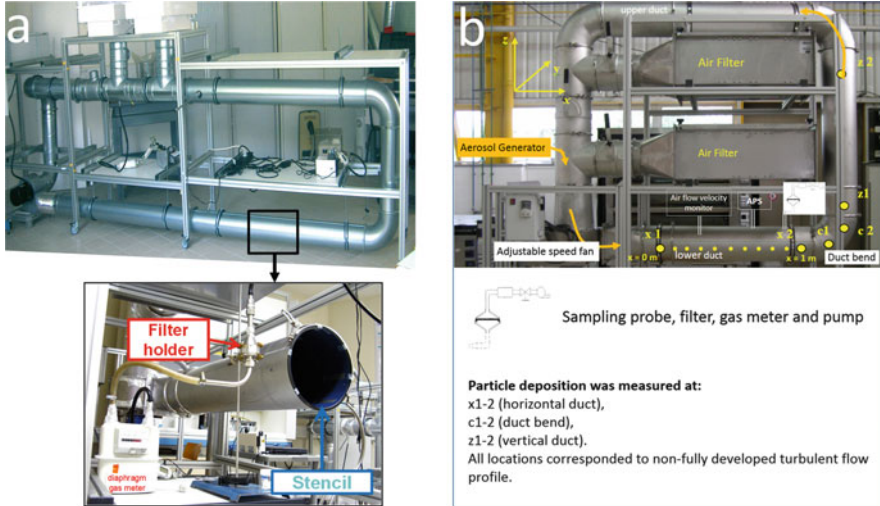 a
Filter
holder
diaphragm
gas meter
Stencil
b
upper duct
z
y
x
Air Filter
z 2
Aerosol Generator
Air Filter
Air flow velocity
monitor
APS
z1
x 1
x 2
c1
c 2
Adjustable speed fan
x = 0 m
lower duct
x = 1 m
Duct bend
Sampling probe, filter, gas meter and pump
Particle deposition was measured at:
x1-2 (horizontal duct),
c1-2 (duct bend),
z1-2 (vertical duct).
All locations corresponded to non-fully developed turbulent flow
profile.